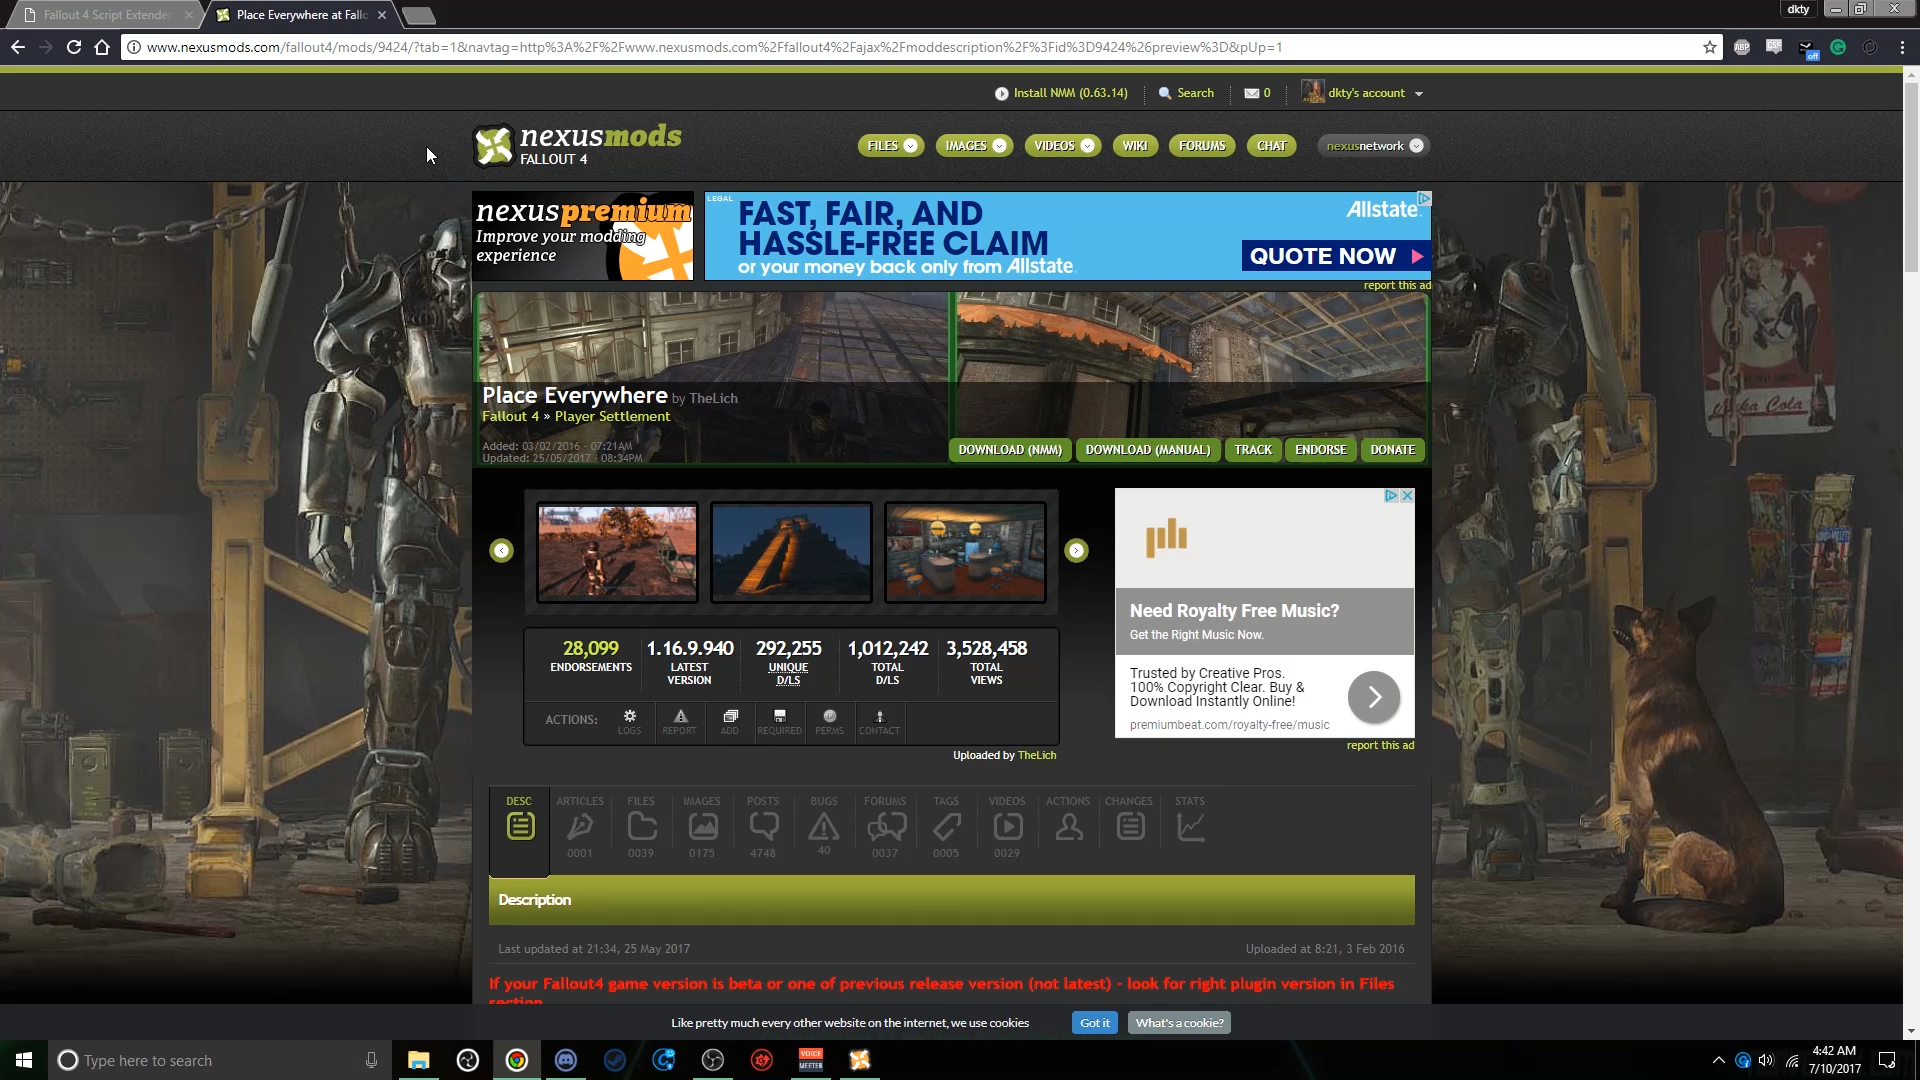 Fallout 4 Script Extender
Place Everywhere at Fallo
dkty
www.nexusmods.com/fallout4/mods/9424/?tab=1&navtag=http%3A%2F%2Fwww.nexusmods.com%2Ffallout4%2Fajax%2Fmoddescription%2F%3Fid%3D9424%26preview%3D&pUp=1
ABP
off
Install NMM (0.63.14)
Search
0
dkty's account
nexusmods
FALLOUT 4
FILES
IMAGES
VIDEOS
WIKI
FORUMS
CHAT
nexusnetwork
nexuspremium
Improve your modding
experience
LEGAL
FAST, FAIR, AND
HASSLE-FREE CLAIM
or your money back only from Allstate.
Allstate.
QUOTE NOW
report this ad
Place Everywhere by TheLich
Fallout 4 » Player Settlement
Added: 03/02/2016 - 07:21AM
Updated: 25/05/2017 - 08:34PM
DOWNLOAD (NMM)
DOWNLOAD (MANUAL)
TRACK
ENDORSE
DONATE
28,099
ENDORSEMENTS
1.16.9.940
LATEST
VERSION
292,255
UNIQUE
D/LS
1,012,242
TOTAL
D/LS
3,528,458
TOTAL
VIEWS
ACTIONS:
LOGS
REPORT
ADD
REQUIRED
PERMS
CONTACT
Uploaded by TheLich
Need Royalty Free Music?
Get the Right Music Now.
Trusted by Creative Pros.
100% Copyright Clear. Buy &
Download Instantly Online!
premiumbeat.com/royalty-free/music
report this ad
DESC
ARTICLES
0001
FILES
0039
IMAGES
0175
POSTS
4748
BUGS
40
FORUMS
0037
TAGS
0005
VIDEOS
0029
ACTIONS
CHANGES
STATS
Description
Last updated at 21:34, 25 May 2017
Uploaded at 8:21, 3 Feb 2016
If your Fallout4 game version is beta or one of previous release version (not latest) - look for right plugin version in Files
section
Like pretty much every other website on the internet, we use cookies
Got it
What's a cookie?
Type here to search
VOICE
MEETER
4:42 AM
7/10/2017